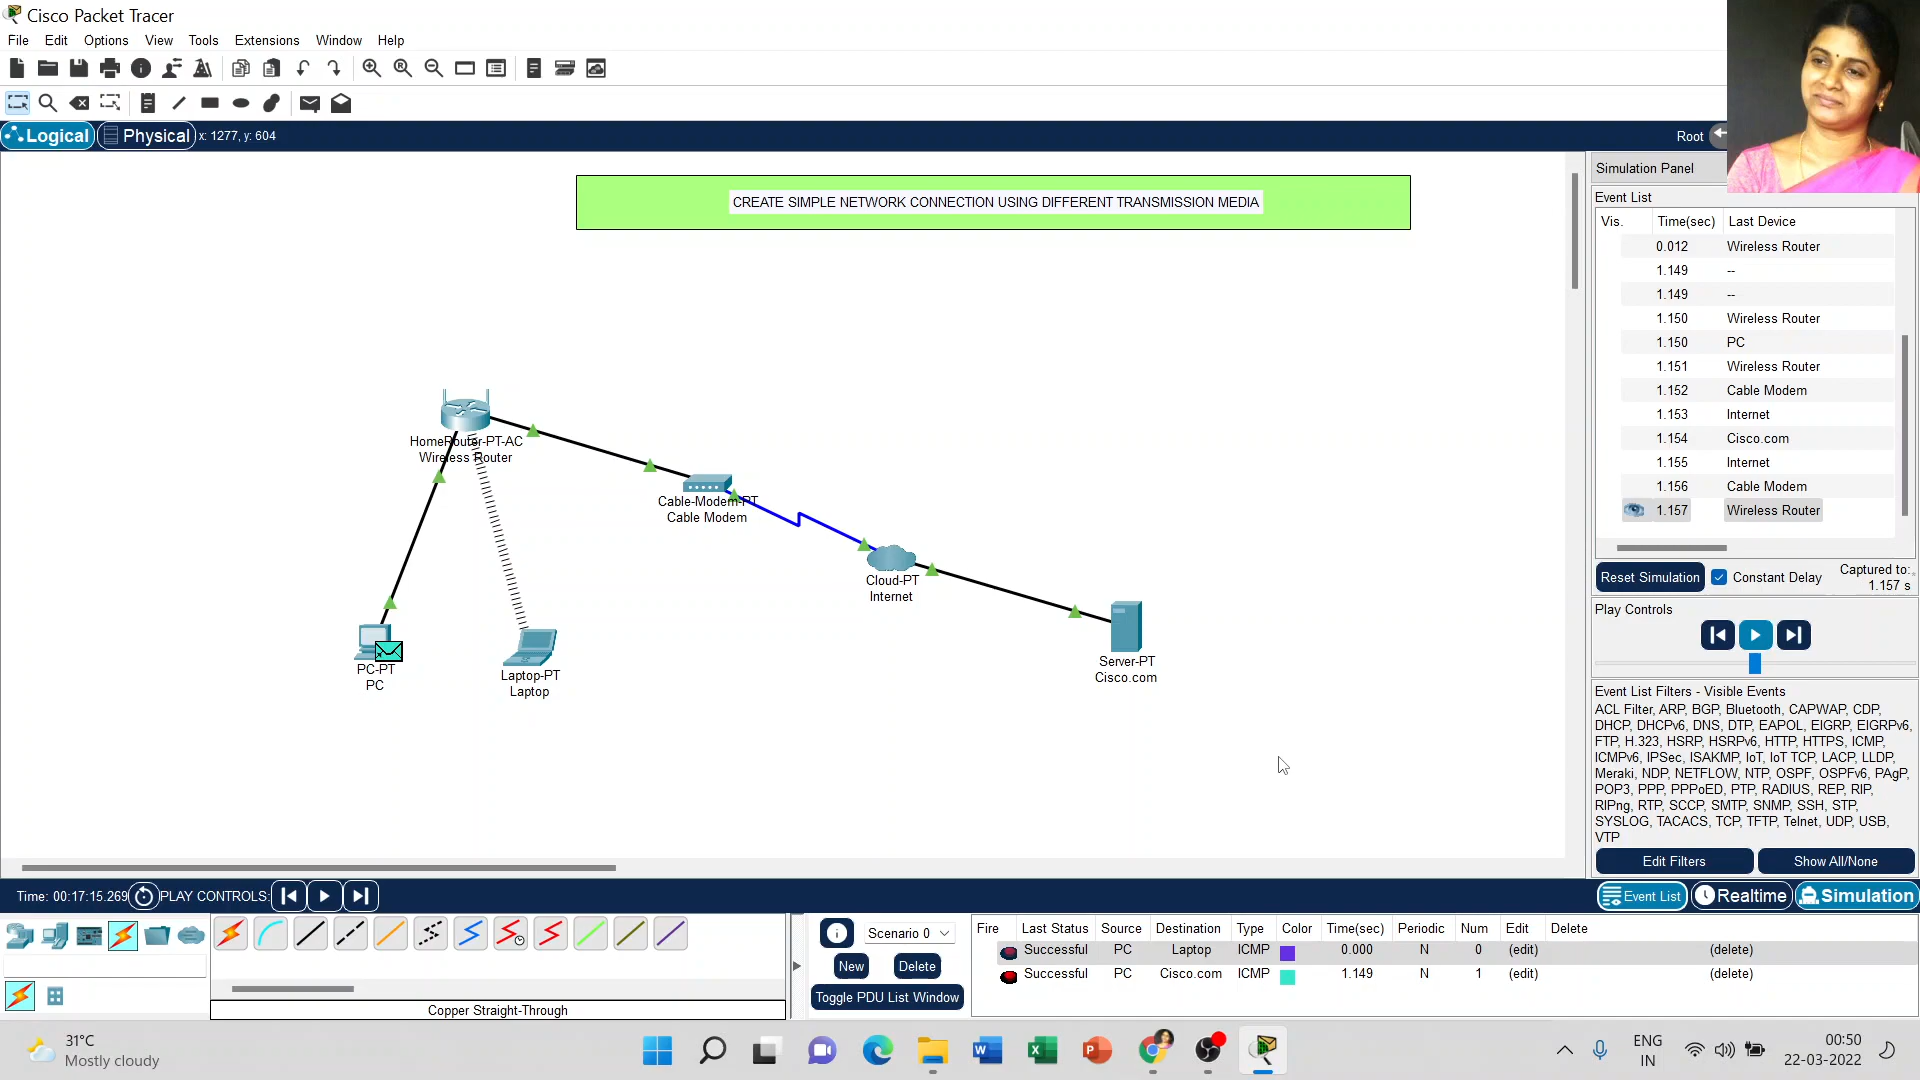 Cisco Packet Tracer
File Edit Options View Tools Extensions Window Help
Logical Physical x: 1277, y: 604 Root
CREATE SIMPLE NETWORK CONNECTION USING DIFFERENT TRANSMISSION MEDIA
HomeRouter-PT-AC
Wireless Router
Cable-Modem-PT
Cable Modem
Cloud-PT
Internet
PC-PT
PC
Laptop-PT
Laptop
Server-PT
Cisco.com
Simulation Panel
Event List
Vis. Time(sec) Last Device
0.012 Wireless Router
1.149 --
1.149 --
1.150 Wireless Router
1.150 PC
1.151 Wireless Router
1.152 Cable Modem
1.153 Internet
1.154 Cisco.com
1.155 Internet
1.156 Cable Modem
1.157 Wireless Router
Reset Simulation Constant Delay Captured to:
1.157 s
Play Controls
Event List Filters - Visible Events
ACL Filter, ARP, BGP, Bluetooth, CAPWAP, CDP,
DHCP, DHCPv6, DNS, DTP, EAPOL, EIGRP, EIGRPv6,
FTP, H.323, HSRP, HSRPv6, HTTP, HTTPS, ICMP,
ICMPv6, IPSec, ISAKMP, IoT, IoT TCP, LACP, LLDP,
Meraki, NDP, NETFLOW, NTP, OSPF, OSPFv6, PAgP,
POP3, PPP, PPPoED, PTP, RADIUS, REP, RIP,
RIPng, RTP, SCCP, SMTP, SNMP, SSH, STP,
SYSLOG, TACACS, TCP, TFTP, Telnet, UDP, USB,
VTP
Edit Filters Show All/None
Time: 00:17:15.269 PLAY CONTROLS: Event List Realtime Simulation
Scenario 0
New Delete
Toggle PDU List Window
Copper Straight-Through
Fire Last Status Source Destination Type Color Time(sec) Periodic Num Edit Delete
Successful PC Laptop ICMP 0.000 N 0 (edit) (delete)
Successful PC Cisco.com ICMP 1.149 N 1 (edit) (delete)
31°C
Mostly cloudy
ENG
IN
00:50
22-03-2022